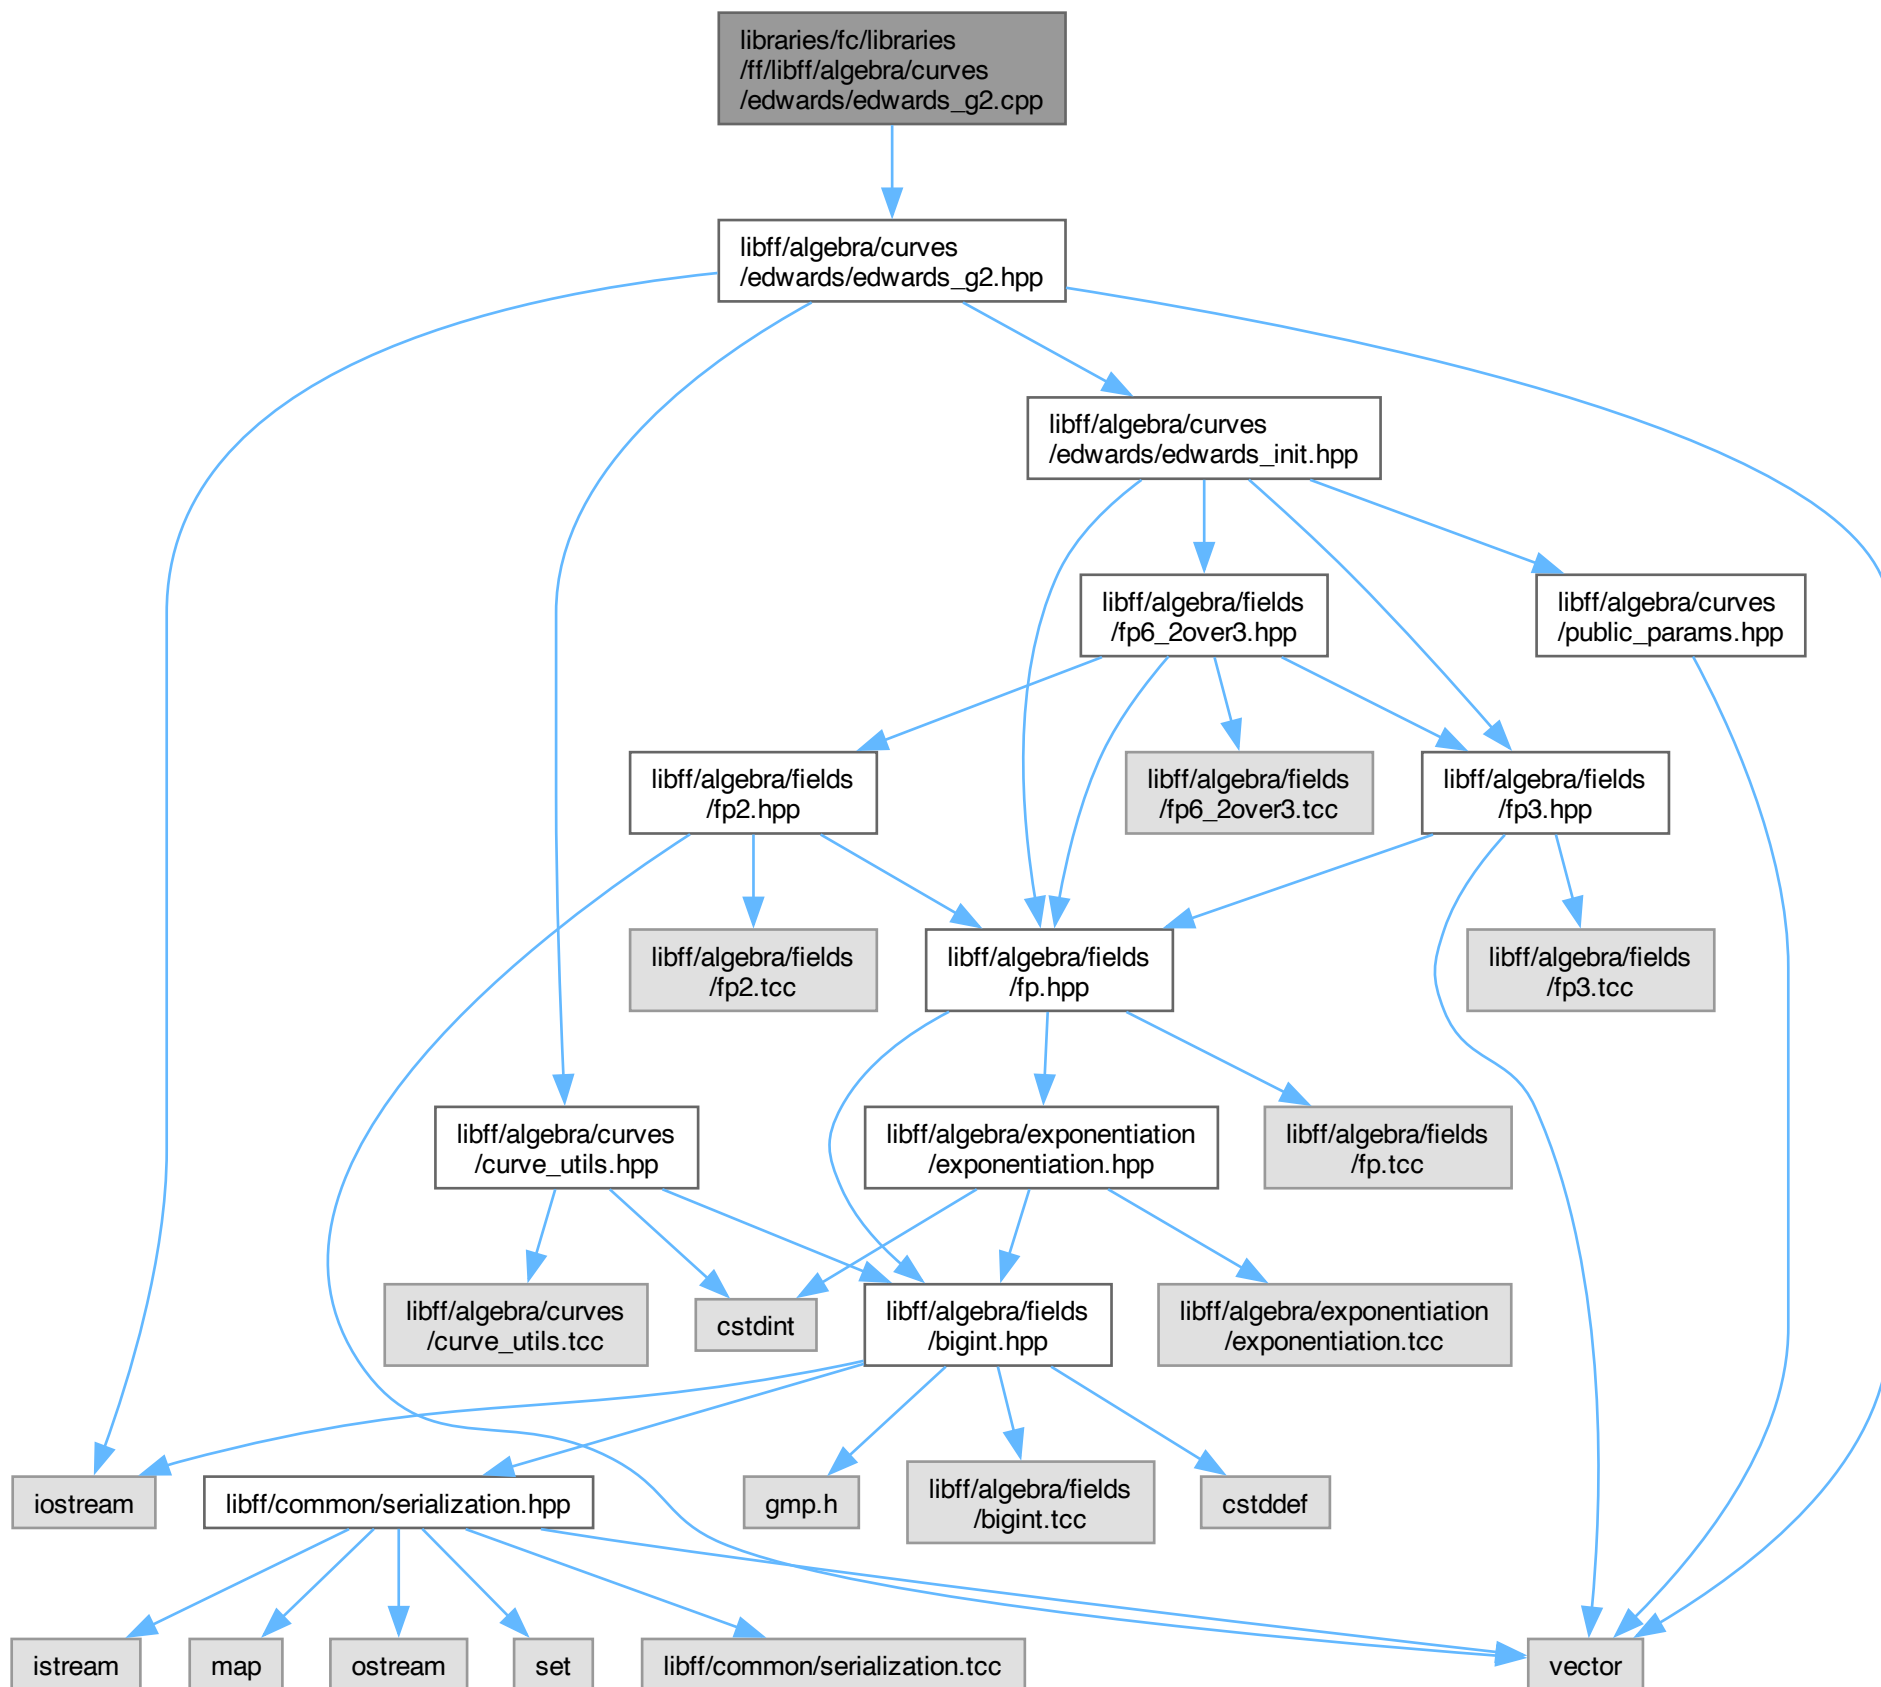 libraries/fc/libraries
/ff/libff/algebra/curves
/edwards/edwards_g2.cpp
libff/algebra/curves
/edwards/edwards_g2.hpp
libff/algebra/curves
/edwards/edwards_init.hpp
libff/algebra/fields
/fp6_2over3.hpp
libff/algebra/curves
/public_params.hpp
libff/algebra/fields
/fp2.hpp
libff/algebra/fields
/fp6_2over3.tcc
libff/algebra/fields
/fp3.hpp
libff/algebra/fields
/fp2.tcc
libff/algebra/fields
/fp.hpp
libff/algebra/fields
/fp3.tcc
libff/algebra/curves
/curve_utils.hpp
libff/algebra/exponentiation
/exponentiation.hpp
libff/algebra/fields
/fp.tcc
libff/algebra/curves
/curve_utils.tcc
cstdint
libff/algebra/fields
/bigint.hpp
libff/algebra/exponentiation
/exponentiation.tcc
iostream
libff/common/serialization.hpp
gmp.h
libff/algebra/fields
/bigint.tcc
cstddef
istream
map
ostream
set
libff/common/serialization.tcc
vector